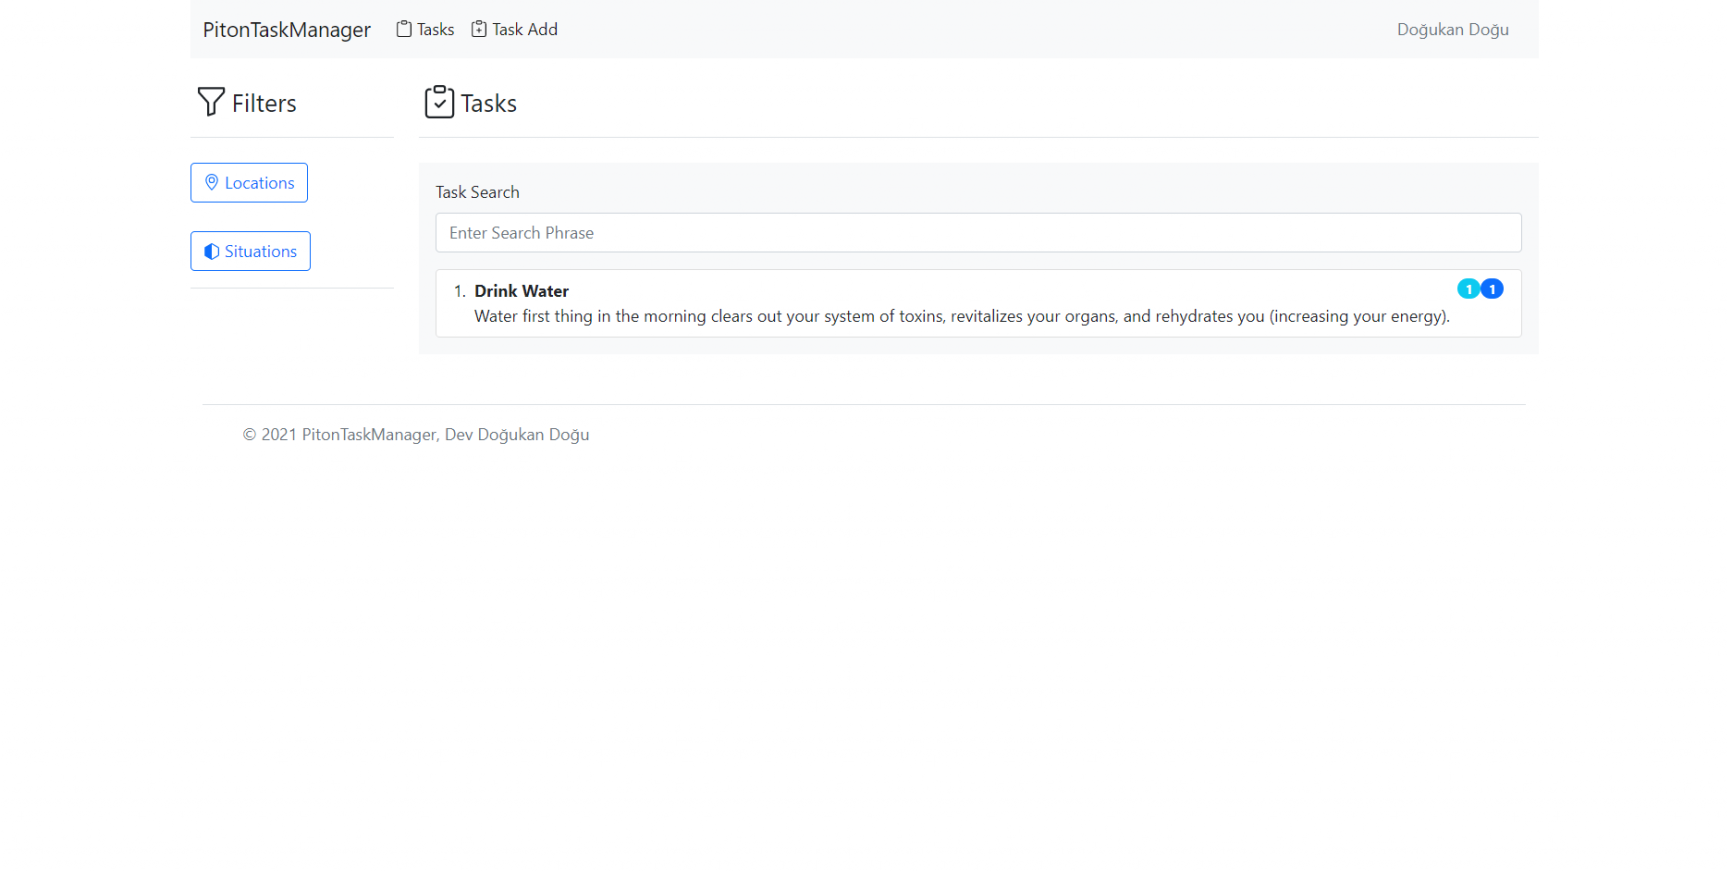 PitonTaskManager Tasks Task Add Doğukan Doğu
Filters
Tasks
Locations
Situations
Task Search
Enter Search Phrase
1. Drink Water 1 1
Water first thing in the morning clears out your system of toxins, revitalizes your organs, and rehydrates you (increasing your energy).
© 2021 PitonTaskManager, Dev Doğukan Doğu